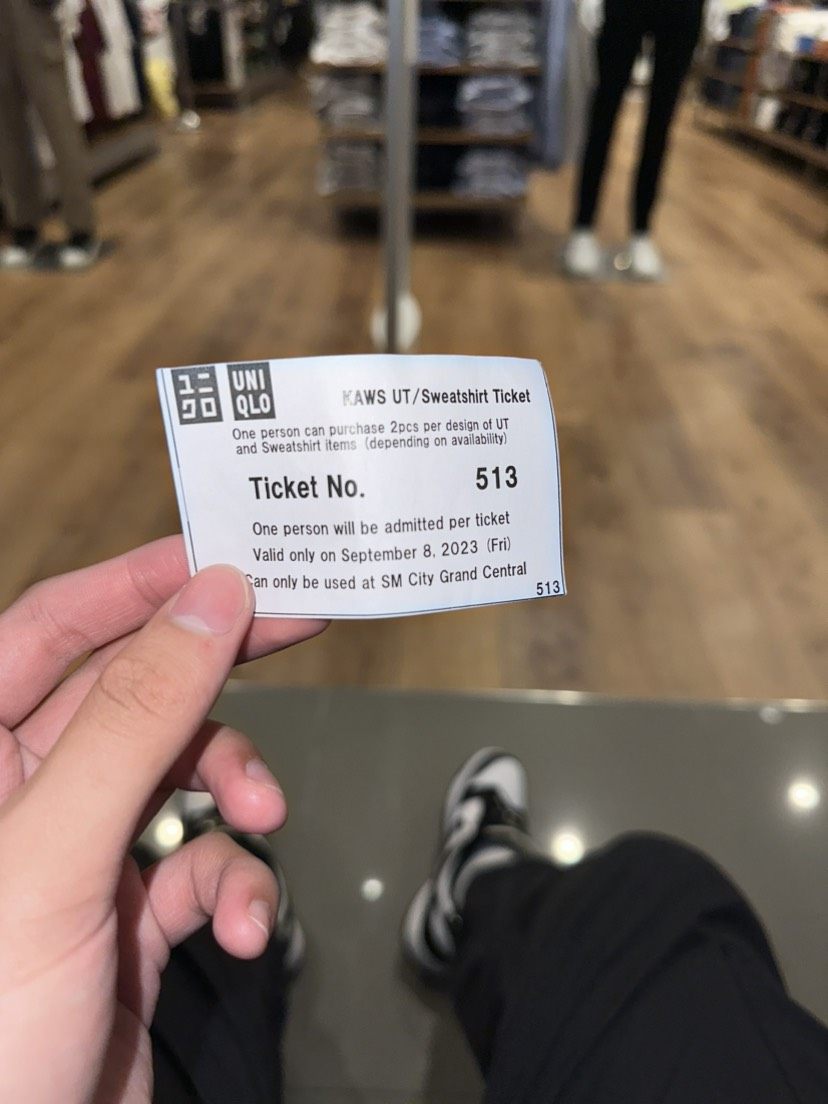 ユニ
クロ
UNI
QLO
KAWS UT/Sweatshirt Ticket
One person can purchase 2pcs per design of UT
and Sweatshirt items (depending on availability)
Ticket No. 513
One person will be admitted per ticket
Valid only on September 8, 2023 (Fri)
Can only be used at SM City Grand Central
513